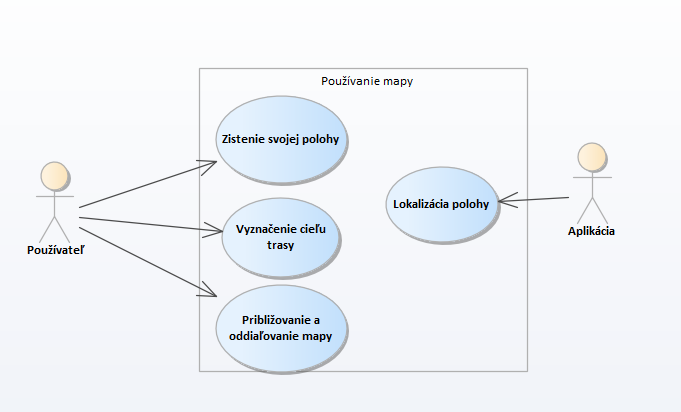 Používanie mapy
Zistenie svojej polohy
Lokalizácia polohy
Vyznačenie cieľu
trasy
Používateľ
Aplikácia
Približovanie a
oddiaľovanie mapy